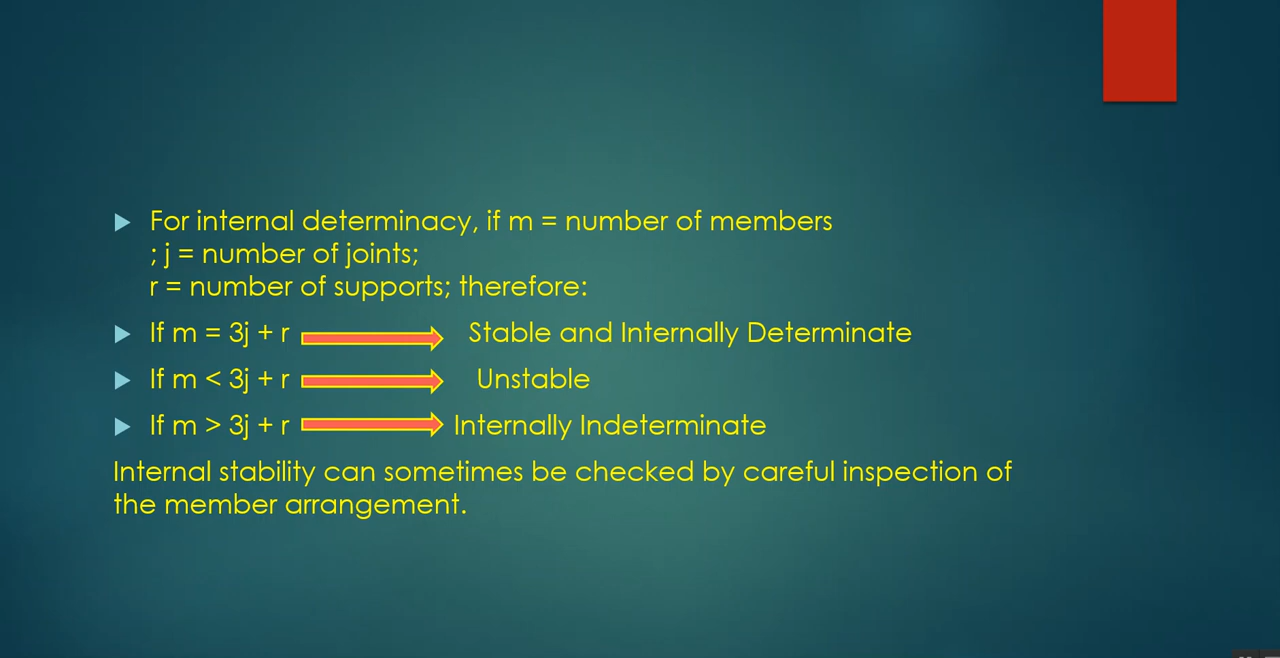 For internal determinacy, if m = number of members
; j = number of joints;
r = number of supports; therefore:
If m = 3j + r Stable and Internally Determinate
If m < 3j + r Unstable
If m > 3j + r Internally Indeterminate
Internal stability can sometimes be checked by careful inspection of
the member arrangement.